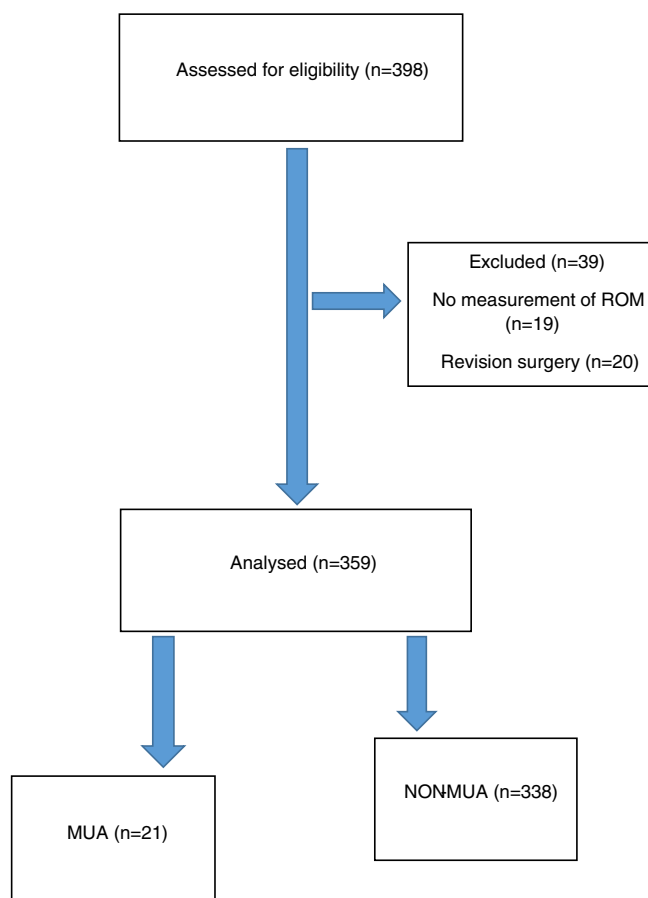 Assessed for eligibility (n=398)
Excluded (n=39)
No measurement of ROM
(n=19)
Revision surgery (n=20)
Analysed (n=359)
MUA (n=21)
NON-MUA (n=338)